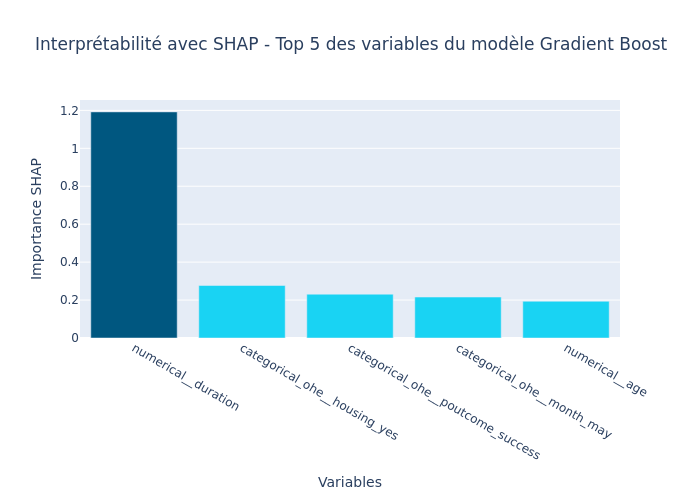 Interprétabilité avec SHAP - Top 5 des variables du modèle Gradient Boost
Importance SHAP
1.2
1
0.8
0.6
0.4
0.2
0
numerical__duration
categorical_ohe__housing_yes
categorical_ohe__poutcome_success
categorical_ohe__month_may
numerical__age
Variables